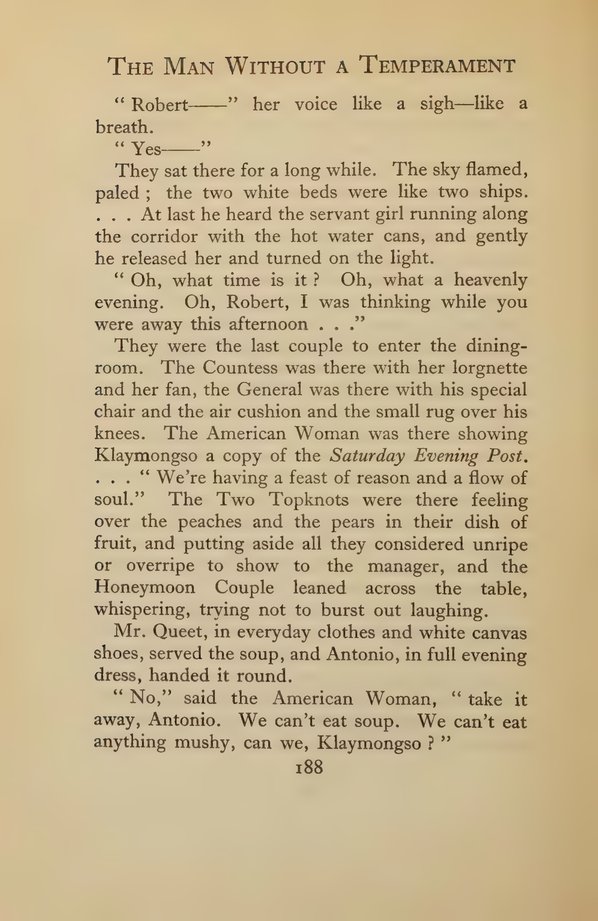 The Man Without a Temperament
“ Robert——” her voice like a sigh—like a
breath.
“ Yes——”
They sat there for a long while. The sky flamed,
paled ; the two white beds were like two ships.
. . . At last he heard the servant girl running along
the corridor with the hot water cans, and gently
he released her and turned on the light.
“ Oh, what time is it ? Oh, what a heavenly
evening. Oh, Robert, I was thinking while you
were away this afternoon . . .”
They were the last couple to enter the dining-
room. The Countess was there with her lorgnette
and her fan, the General was there with his special
chair and the air cushion and the small rug over his
knees. The American Woman was there showing
Klaymongso a copy of the Saturday Evening Post.
. . . “ We’re having a feast of reason and a flow of
soul.” The Two Topknots were there feeling
over the peaches and the pears in their dish of
fruit, and putting aside all they considered unripe
or overripe to show to the manager, and the
Honeymoon Couple leaned across the table,
whispering, trying not to burst out laughing.
Mr. Queet, in everyday clothes and white canvas
shoes, served the soup, and Antonio, in full evening
dress, handed it round.
“ No,” said the American Woman, “ take it
away, Antonio. We can’t eat soup. We can’t eat
anything mushy, can we, Klaymongso ? ”
188